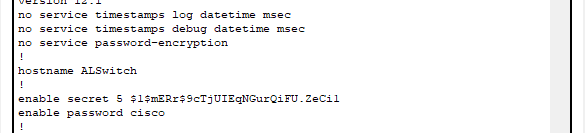 version 12.1
no service timestamps log datetime msec
no service timestamps debug datetime msec
no service password-encryption
!
hostname ALSwitch
!
enable secret 5 $1$mERr$9cTjUIEqNGurQiFU.ZeCi1
enable password cisco
!